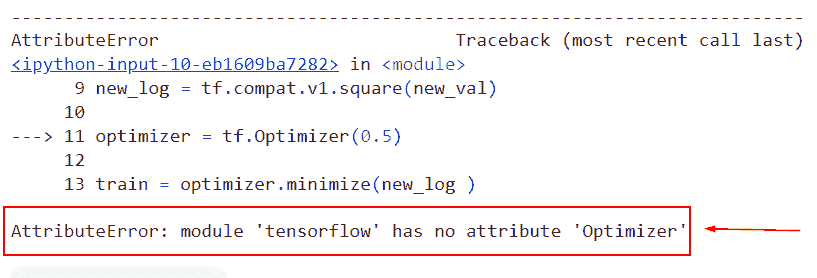 ---------------------------------------------------------------------------
AttributeError                            Traceback (most recent call last)
<ipython-input-10-eb1609ba7282> in <module>
      9 new_log = tf.compat.v1.square(new_val)
     10
---> 11 optimizer = tf.Optimizer(0.5)
     12
     13 train = optimizer.minimize(new_log )
AttributeError: module 'tensorflow' has no attribute 'Optimizer'